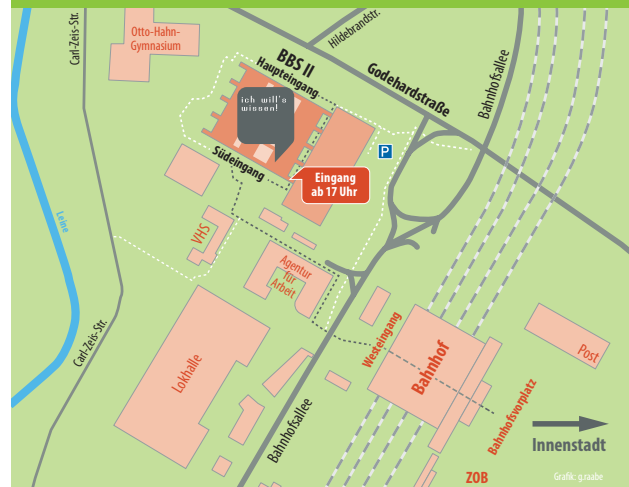 Carl-Zeis-Str.
Otto-Hahn-
Gymnasium
Hildebrandstr.
BBS II
Haupteingang
Godehardstraße
Bahnhofsallee
ich will's
wissen!
P
Südeingang
Eingang
ab 17 Uhr
Leine
VHS
Agentur
für
Arbeit
Carl-Zeis-Str.
Lokhalle
Westeingang
Bahnhof
Post
Bahnhofsallee
Bahnhofsvorplatz
Innenstadt
ZOB
Grafik: g.raabe